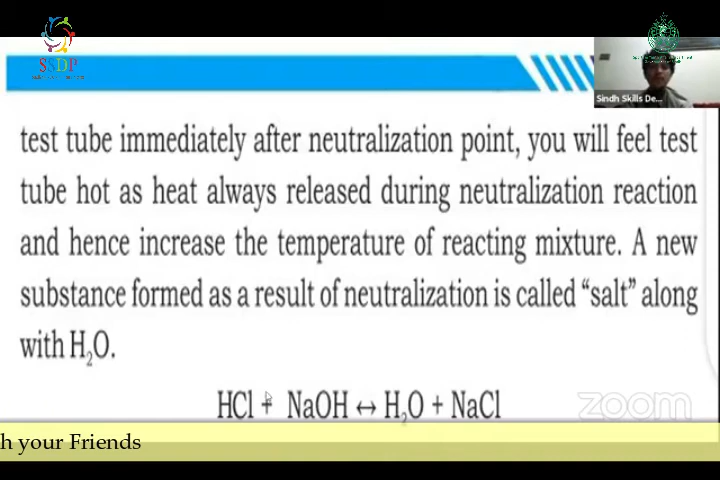 SSDP
Sindh Skills De...
test tube immediately after neutralization point, you will feel test
tube hot as heat always released during neutralization reaction
and hence increase the temperature of reacting mixture. A new
substance formed as a result of neutralization is called “salt” along
with H₂O.
HCl + NaOH ↔ H₂O + NaCl
zoom
h your Friends